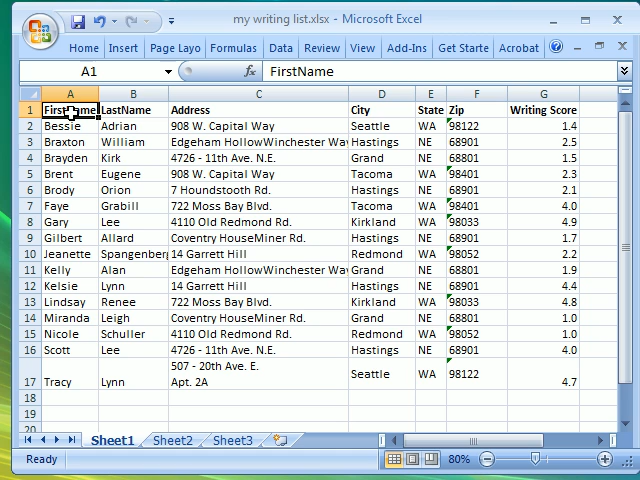 my writing list.xlsx - Microsoft Excel
Home Insert Page Layo Formulas Data Review View Add-Ins Get Starte Acrobat
A1 fx FirstName
A B C D E F G
1 FirstName LastName Address City State Zip Writing Score
2 Bessie Adrian 908 W. Capital Way Seattle WA 98122 1.4
3 Braxton William Edgeham HollowWinchester Way Hastings NE 68901 2.5
4 Brayden Kirk 4726 - 11th Ave. N.E. Grand NE 68801 1.5
5 Brent Eugene 908 W. Capital Way Tacoma WA 98401 2.3
6 Brody Orion 7 Houndstooth Rd. Hastings NE 68901 2.1
7 Faye Grabill 722 Moss Bay Blvd. Tacoma WA 98401 4.0
8 Gary Lee 4110 Old Redmond Rd. Kirkland WA 98033 4.9
9 Gilbert Allard Coventry HouseMiner Rd. Hastings NE 68901 1.7
10 Jeanette Spangenberg 14 Garrett Hill Redmond WA 98052 2.2
11 Kelly Alan Edgeham HollowWinchester Way Grand NE 68801 1.9
12 Kelsie Lynn 14 Garrett Hill Hastings NE 68901 4.4
13 Lindsay Renee 722 Moss Bay Blvd. Kirkland WA 98033 4.8
14 Miranda Leigh Coventry HouseMiner Rd. Grand NE 68801 1.0
15 Nicole Schuller 4110 Old Redmond Rd. Redmond WA 98052 1.0
16 Scott Lee 4726 - 11th Ave. N.E. Hastings NE 68901 4.0
507 - 20th Ave. E.
17 Tracy Lynn Apt. 2A Seattle WA 98122 4.7
18
19
20
Sheet1 Sheet2 Sheet3
Ready 80%